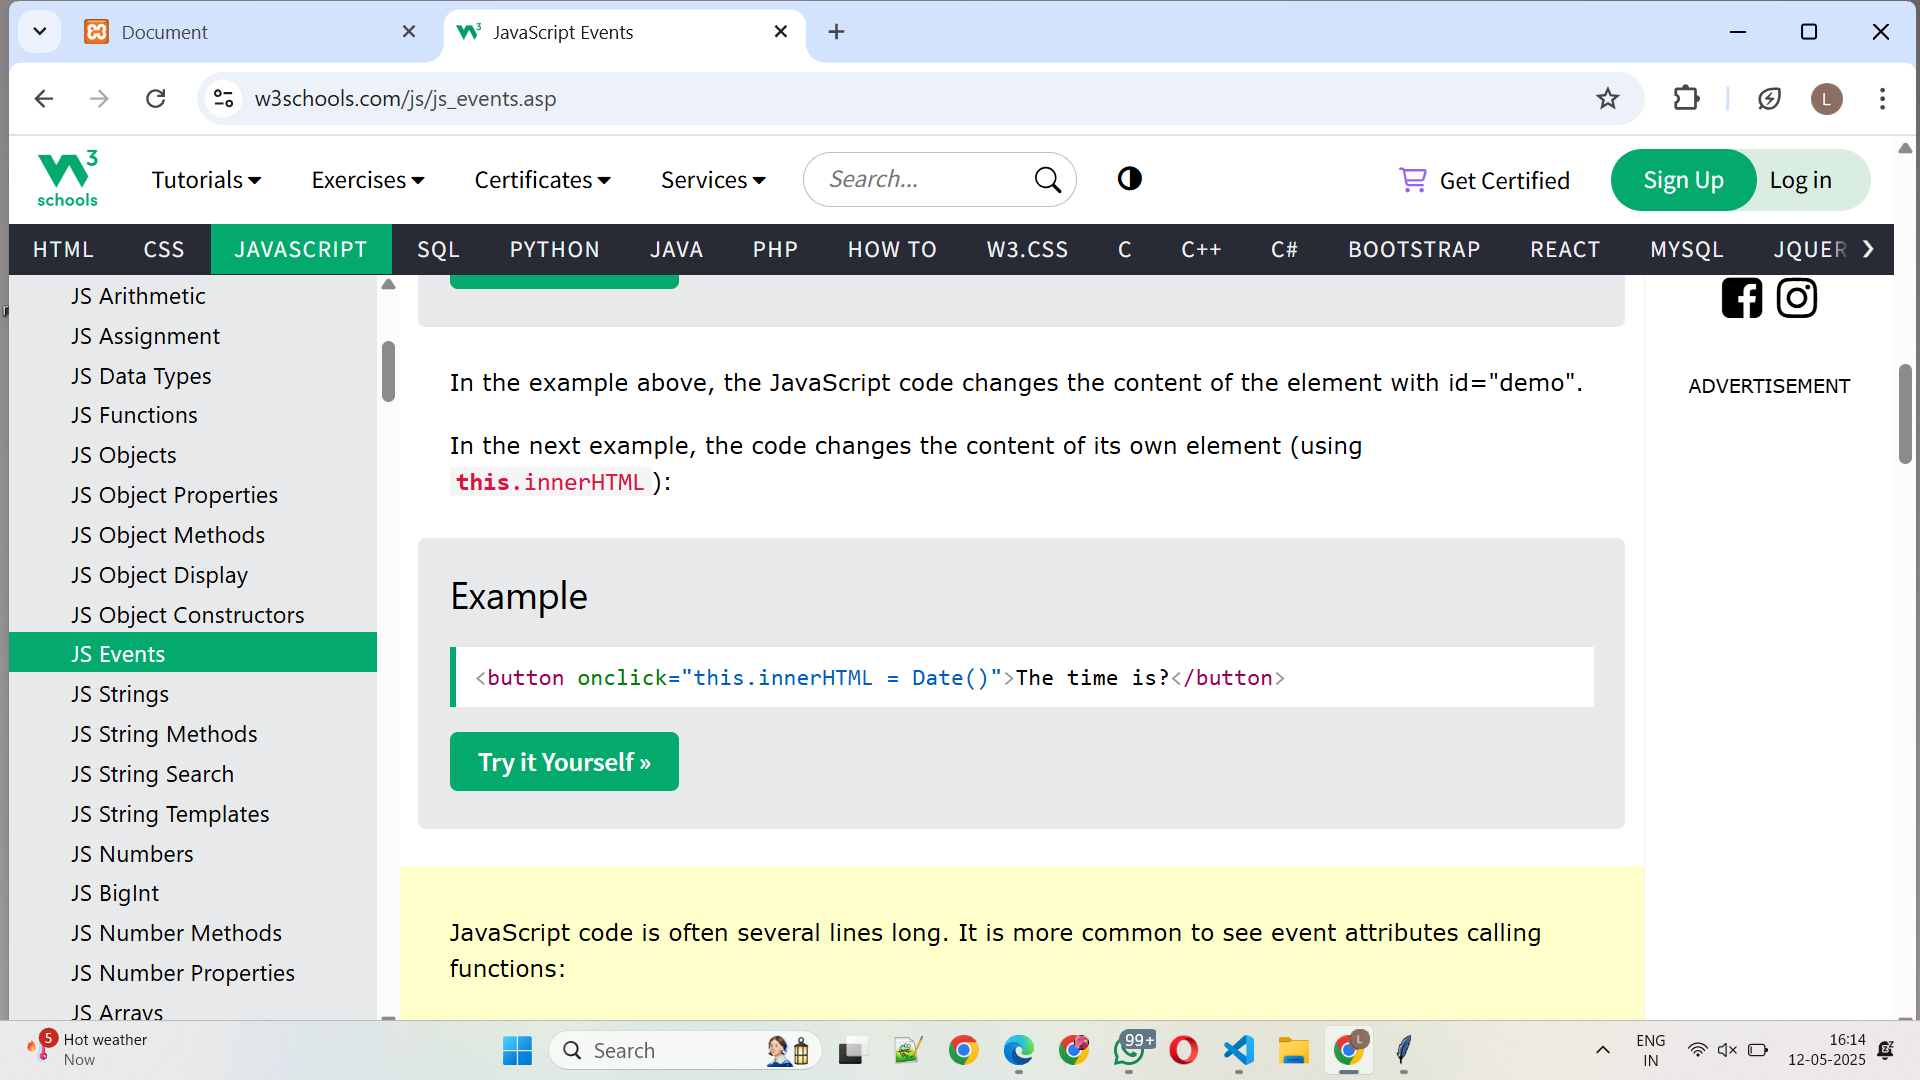 Document
JavaScript Events
w3schools.com/js/js_events.asp
L
3
schools
Tutorials
Exercises
Certificates
Services
Search...
Get Certified
Sign Up
Log in
HTML
CSS
JAVASCRIPT
SQL
PYTHON
JAVA
PHP
HOW TO
W3.CSS
C
C++
C#
BOOTSTRAP
REACT
MYSQL
JQUER
JS Arithmetic
JS Assignment
JS Data Types
JS Functions
JS Objects
JS Object Properties
JS Object Methods
JS Object Display
JS Object Constructors
JS Events
JS Strings
JS String Methods
JS String Search
JS String Templates
JS Numbers
JS BigInt
JS Number Methods
JS Number Properties
JS Arrays
In the example above, the JavaScript code changes the content of the element with id="demo".
In the next example, the code changes the content of its own element (using
this.innerHTML):
Example
<button onclick="this.innerHTML = Date()">The time is?</button>
Try it Yourself »
JavaScript code is often several lines long. It is more common to see event attributes calling
functions:
ADVERTISEMENT
5
Hot weather
Now
Search
99+
L
ENG
IN
16:14
12-05-2025